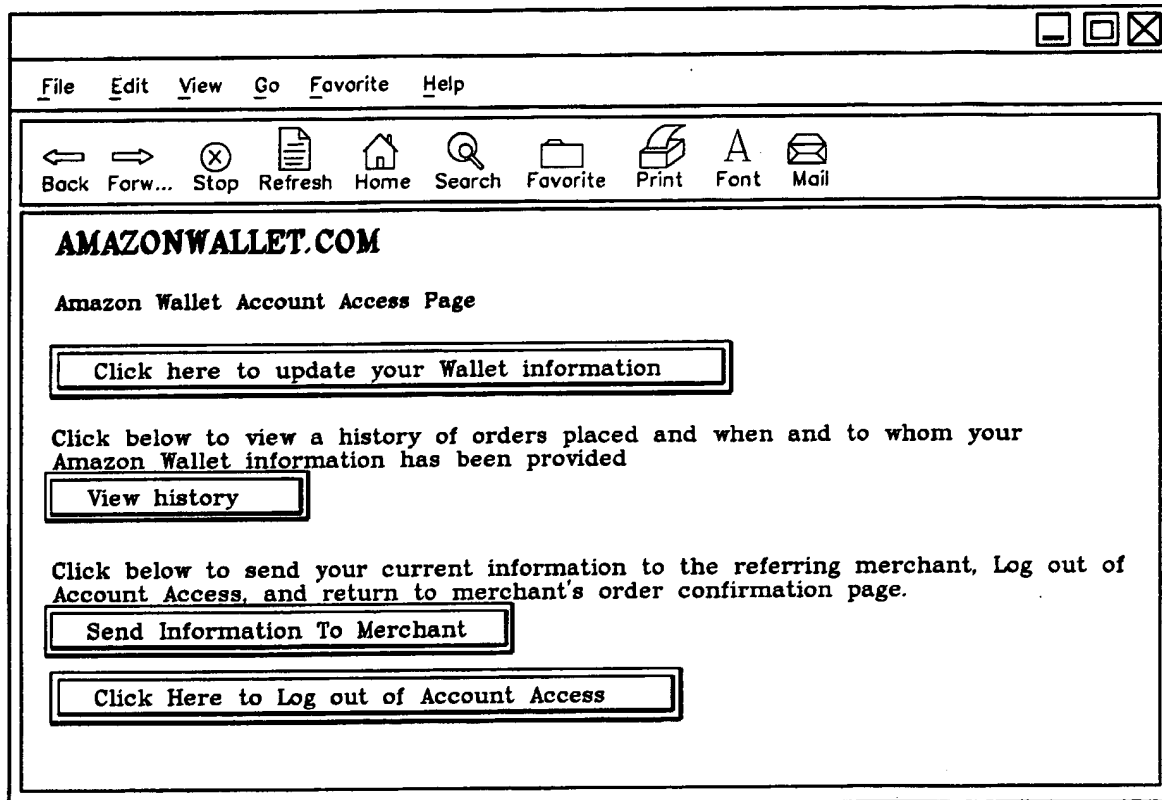 File Edit View Go Favorite Help
Back Forw... Stop Refresh Home Search Favorite Print Font Mail
AMAZONWALLET.COM
Amazon Wallet Account Access Page
Click here to update your Wallet information
Click below to view a history of orders placed and when and to whom your
Amazon Wallet information has been provided
View history
Click below to send your current information to the referring merchant, Log out of
Account Access, and return to merchant's order confirmation page.
Send Information To Merchant
Click Here to Log out of Account Access